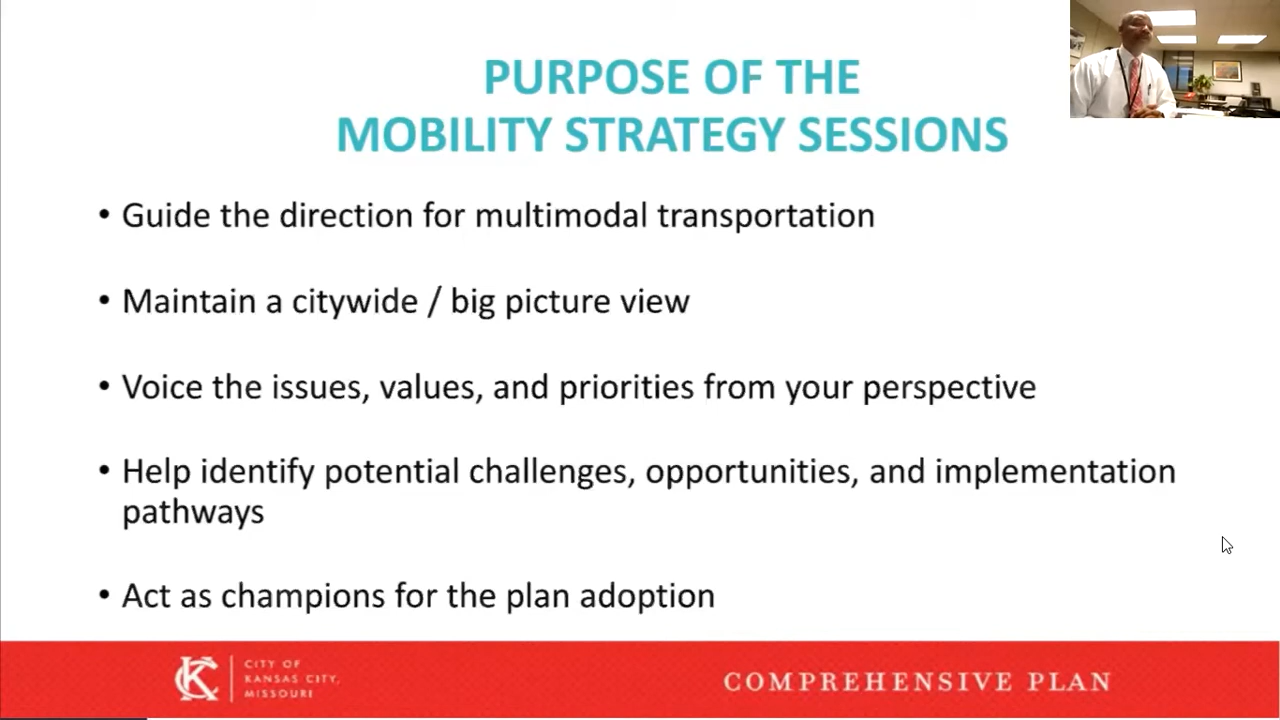 PURPOSE OF THE
MOBILITY STRATEGY SESSIONS
• Guide the direction for multimodal transportation
• Maintain a citywide / big picture view
• Voice the issues, values, and priorities from your perspective
• Help identify potential challenges, opportunities, and implementation
pathways
• Act as champions for the plan adoption
KC
CITY OF
KANSAS CITY,
MISSOURI
COMPREHENSIVE PLAN